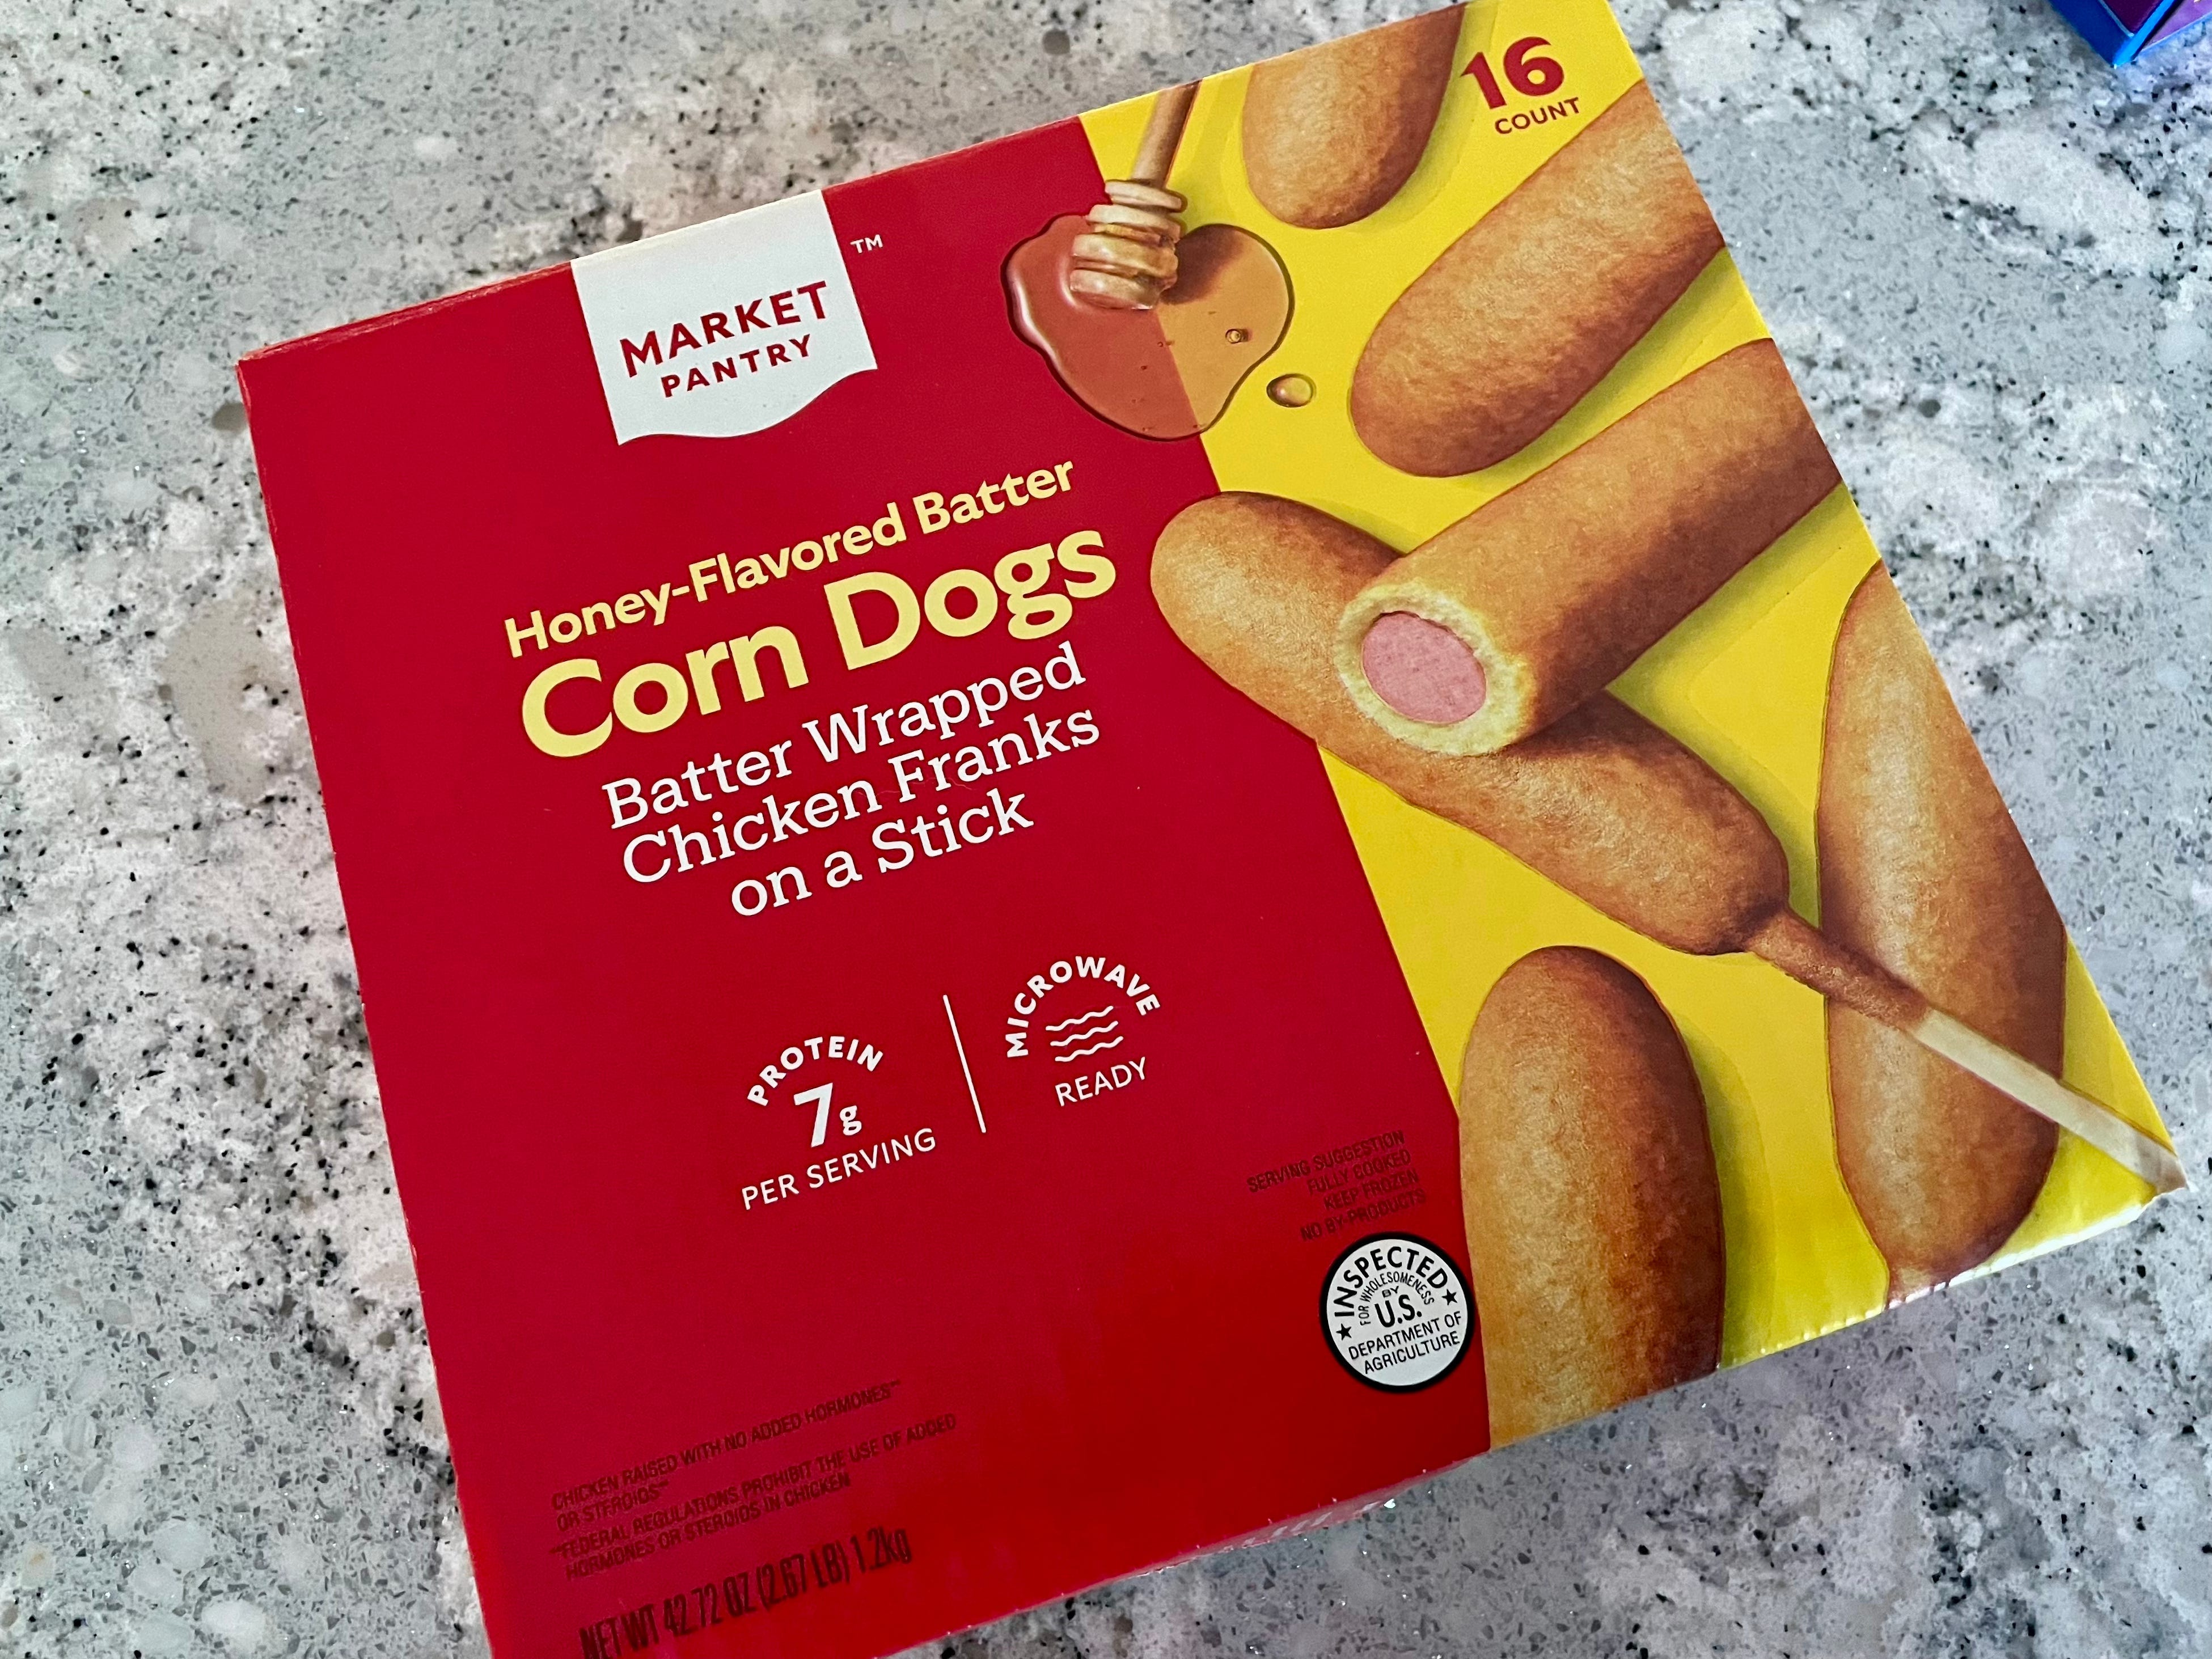 16
COUNT
MARKET
PANTRY
TM
Honey-Flavored Batter
Corn Dogs
Batter Wrapped
Chicken Franks
on a Stick
PROTEIN
7g
PER SERVING
MICROWAVE
READY
SERVING SUGGESTION
FULLY COOKED
KEEP FROZEN
NO BY-PRODUCTS
INSPECTED
FOR WHOLESOMENESS
BY
U.S.
DEPARTMENT OF
AGRICULTURE
CHICKEN RAISED WITH NO ADDED HORMONES**
OR STEROIDS**
**FEDERAL REGULATIONS PROHIBIT THE USE OF ADDED
HORMONES OR STEROIDS IN CHICKEN
NET WT 42.72 OZ (2.67 LB) 1.2kg